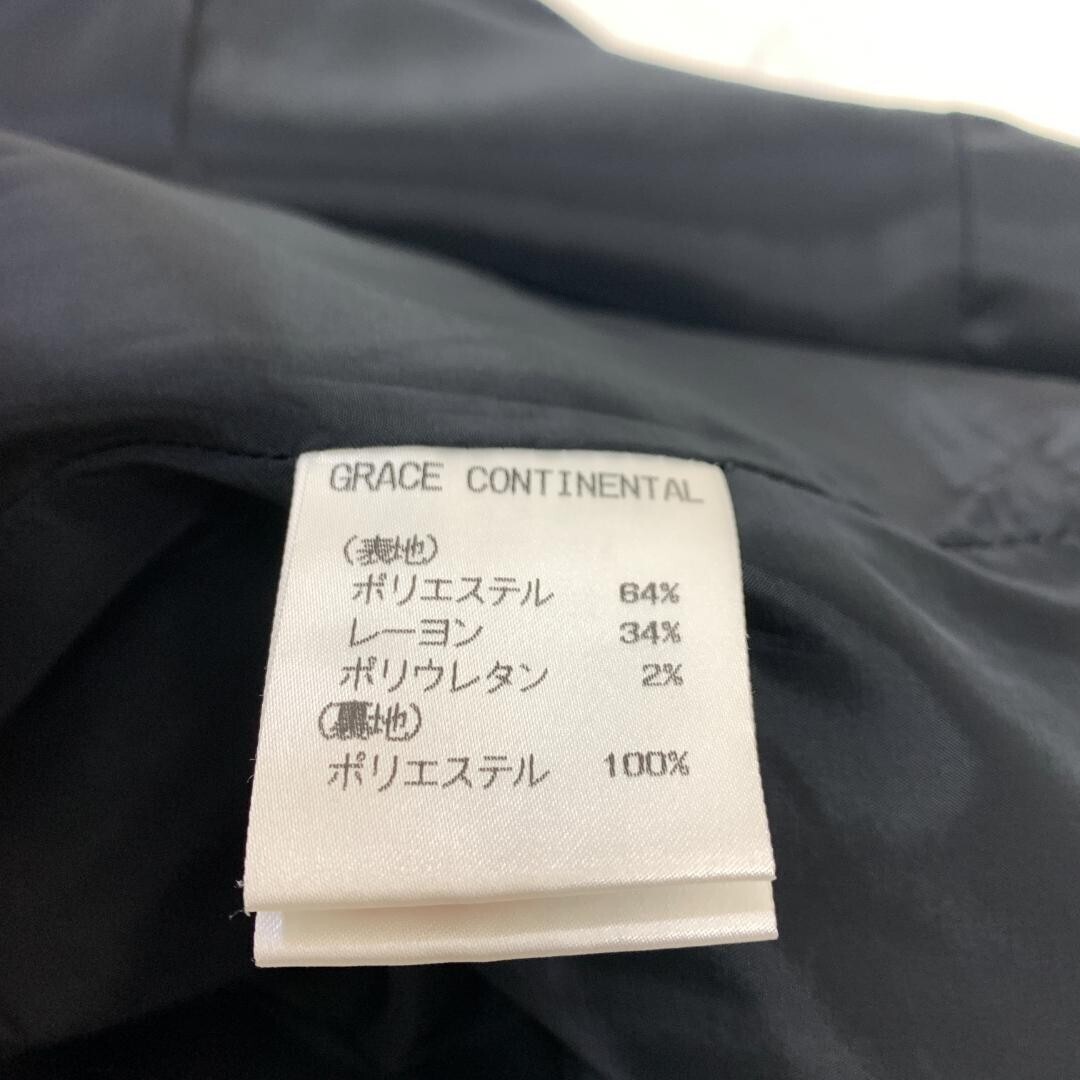 GRACE CONTINENTAL
(表地)
ポリエステル 64%
レーヨン 34%
ポリウレタン 2%
(裏地)
ポリエステル 100%